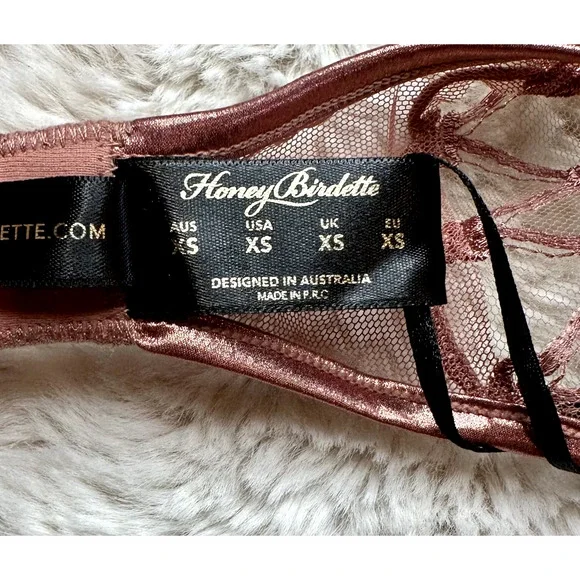 Honey Birdette
AUS USA UK EU
XS XS XS XS
DESIGNED IN AUSTRALIA
MADE IN P.R.C
ETTE.COM